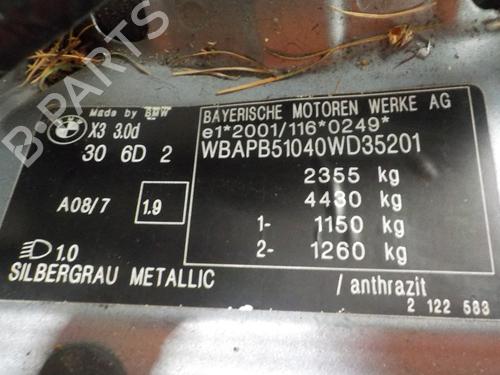 Made by BMW
X3 3.0d
30 6D 2
A08/7 1.9
1.0
SILBERGRAU METALLIC
BAYERISCHE MOTOREN WERKE AG
e1*2001/116*0249*
WBAPB51040WD35201
2355 kg
4430 kg
1- 1150 kg
2- 1260 kg
/ anthrazit
2 122 583
B-PARTS